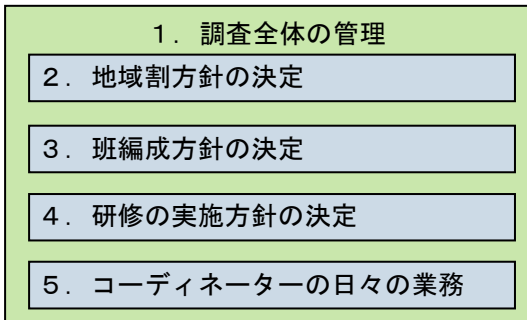 １．調査全体の管理
２．地域割方針の決定
３．班編成方針の決定
４．研修の実施方針の決定
５．コーディネーターの日々の業務